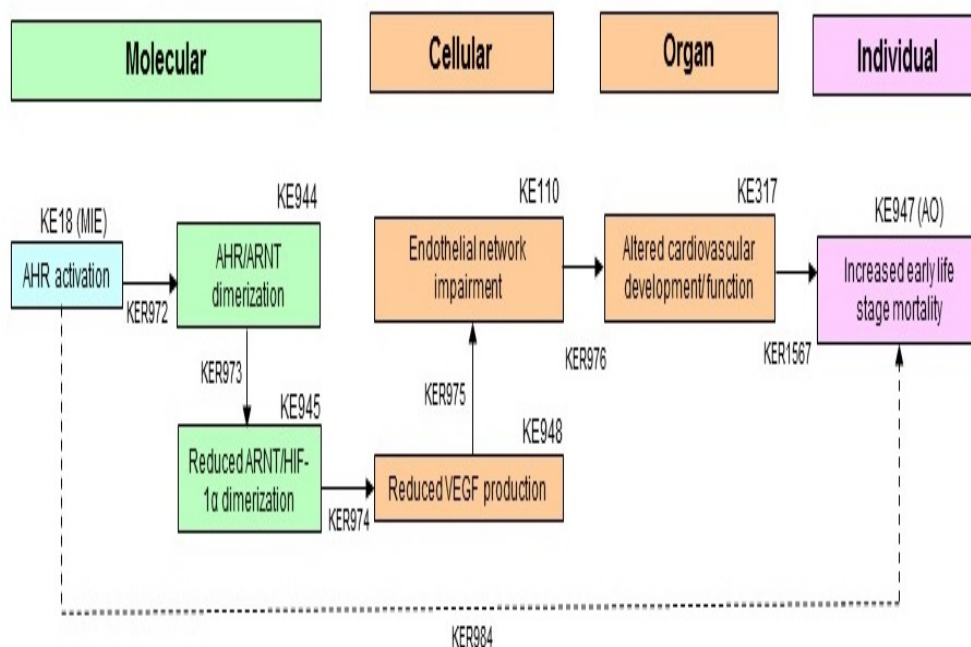 Molecular
Cellular
Organ
Individual
KE18 (MIE)
AHR activation
KER972
KE944
AHR/ARNT
dimerization
KER973
KE945
Reduced ARNT/HIF-
1α dimerization
KER974
KE948
Reduced VEGF production
KER975
KE110
Endothelial network
impairment
KER976
KE317
Altered cardiovascular
development/function
KER1567
KE947 (AO)
Increased early life
stage mortality
KER984